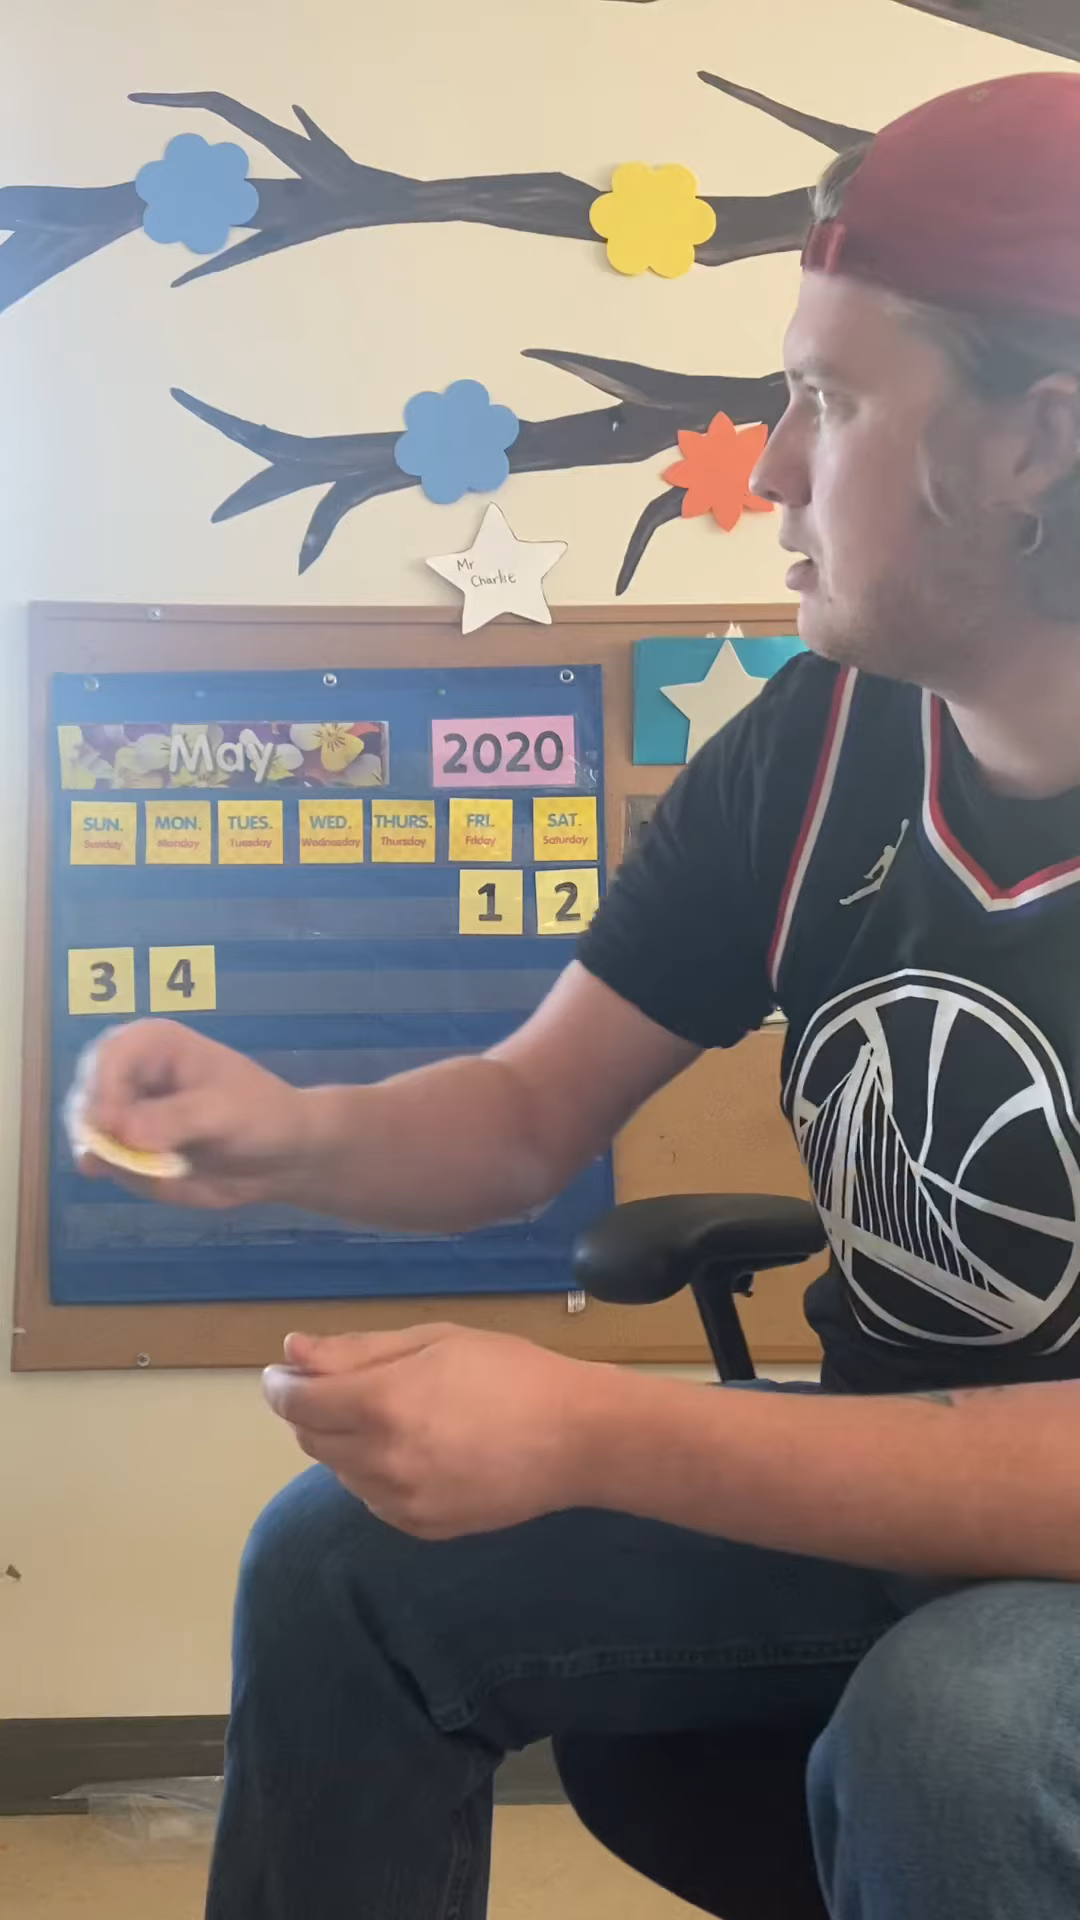 Mr
Charlie
May 2020
SUN. MON. TUES. WED. THURS. FRI. SAT.
Sunday Monday Tuesday Wednesday Thursday Friday Saturday
1 2
3 4